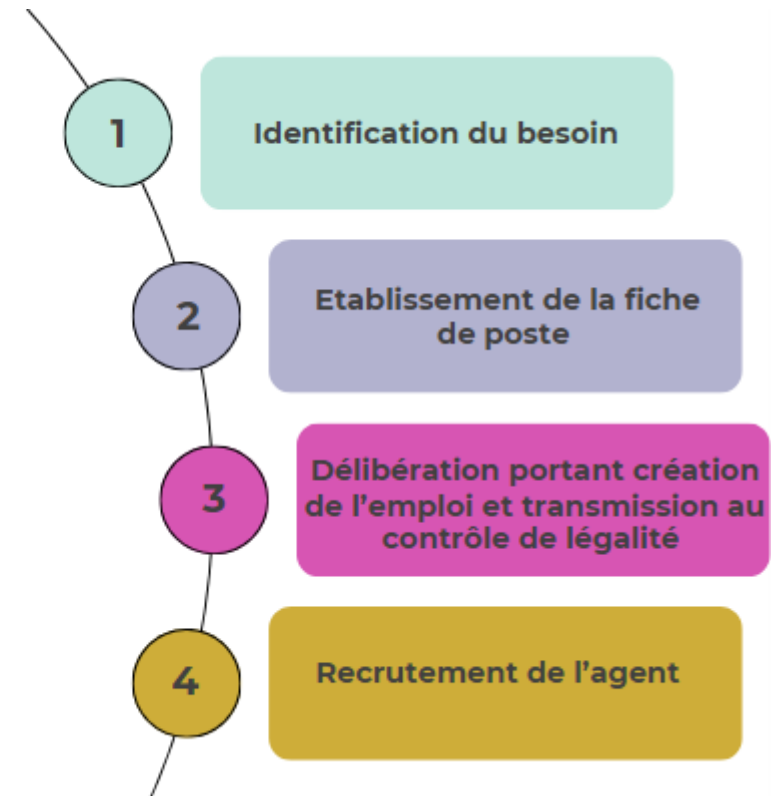 1
Identification du besoin
2
Etablissement de la fiche
de poste
3
Délibération portant création
de l'emploi et transmission au
contrôle de légalité
4
Recrutement de l'agent